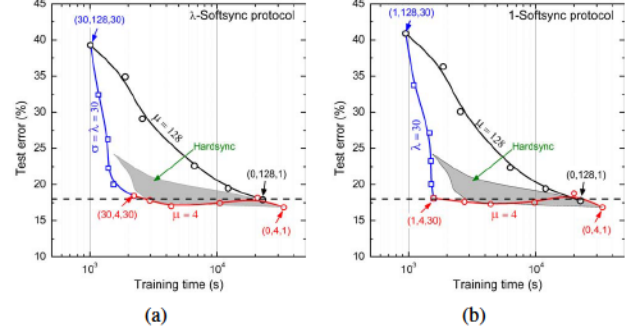 λ-Softsync protocol
(30,128,30)
μ = 128
σ = λ = 30
Hardsync
(0,128,1)
(30,4,30)
μ = 4
(0,4,1)
Test error (%)
45
40
35
30
25
20
15
10
10³
10⁴
Training time (s)
(a)
1-Softsync protocol
(1,128,30)
μ = 128
λ = 30
Hardsync
(0,128,1)
(1,4,30)
μ = 4
(0,4,1)
Test error (%)
45
40
35
30
25
20
15
10
10³
10⁴
Training time (s)
(b)